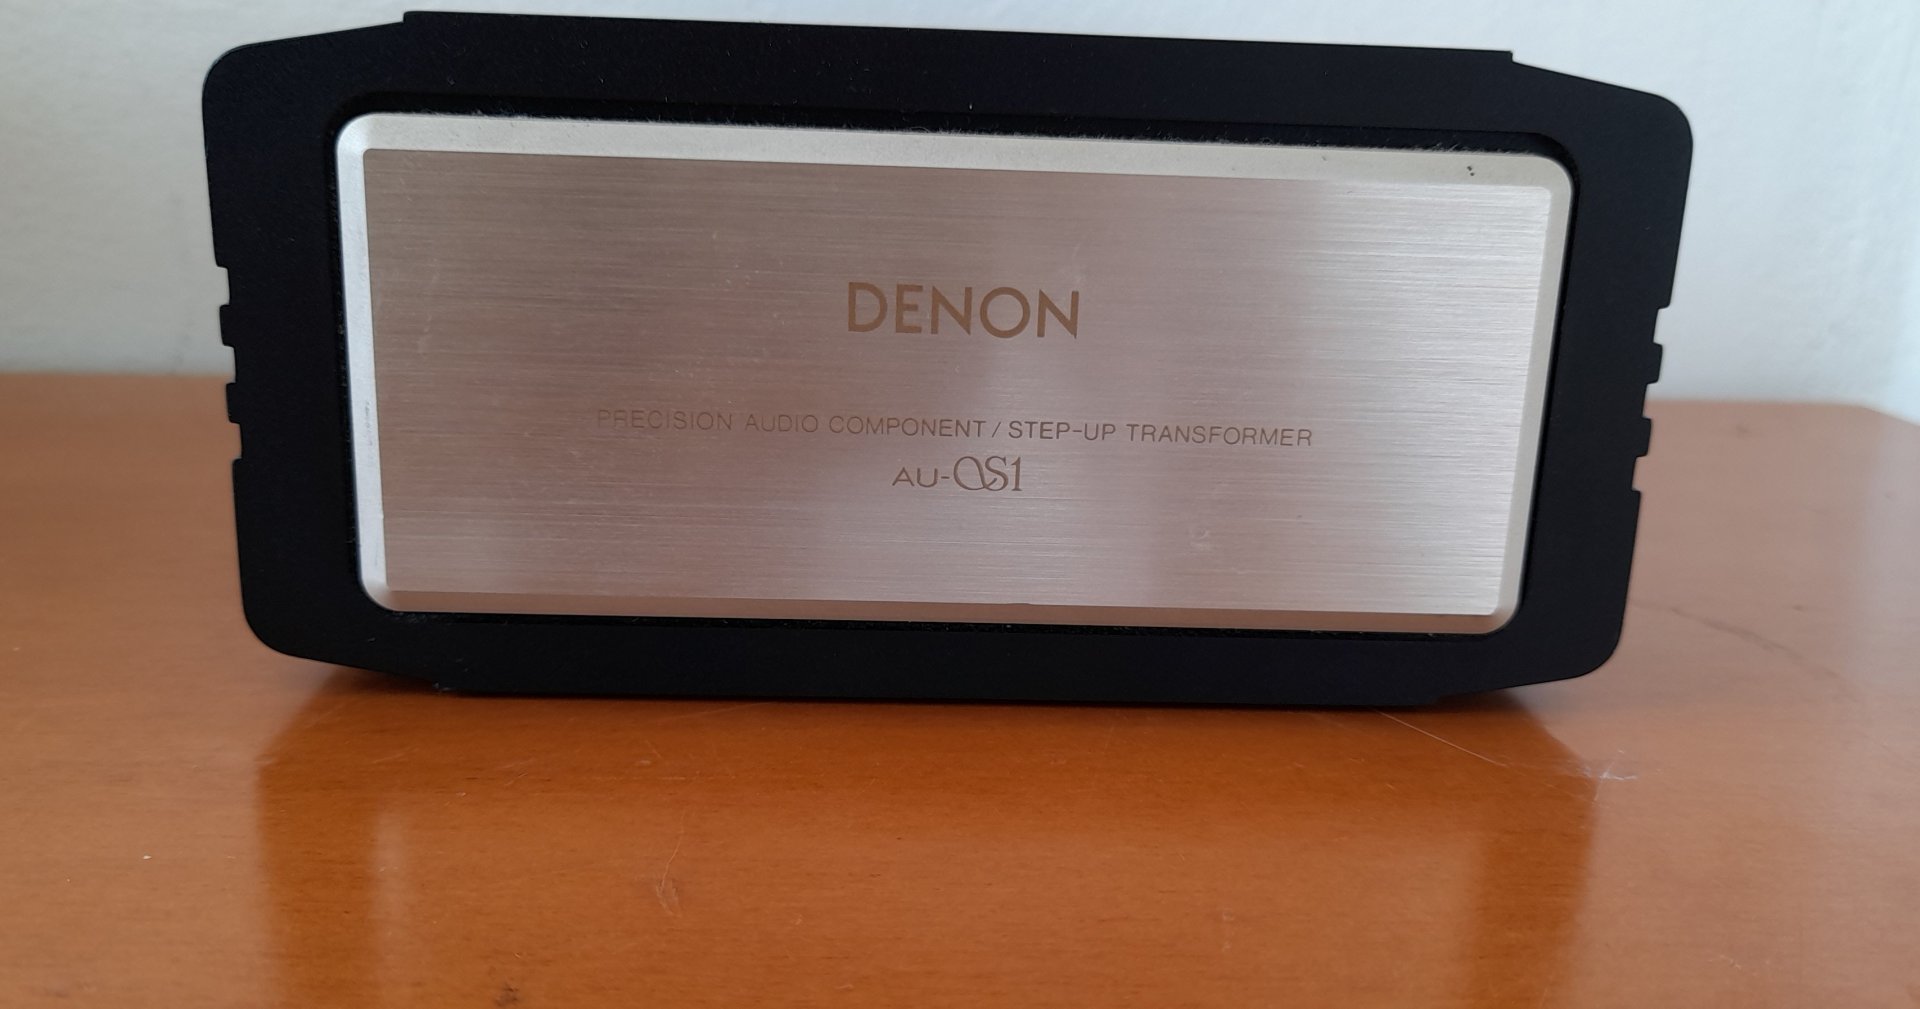 DENON
PRECISION AUDIO COMPONENT / STEP-UP TRANSFORMER
AU-S1